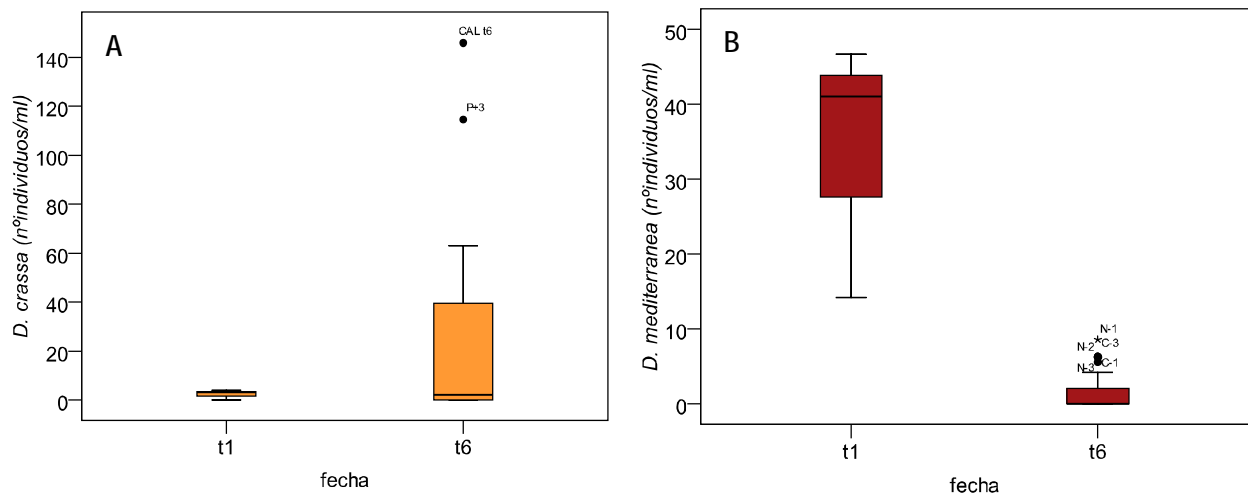 A
D. crassa (nºindividuos/ml)
140
120
100
80
60
40
20
0
CAL t6
P+3
t1
t6
fecha
B
D. mediterranea (nºindividuos/ml)
50
40
30
20
10
0
N-1
N-2
C-3
N-3
C-1
t1
t6
fecha